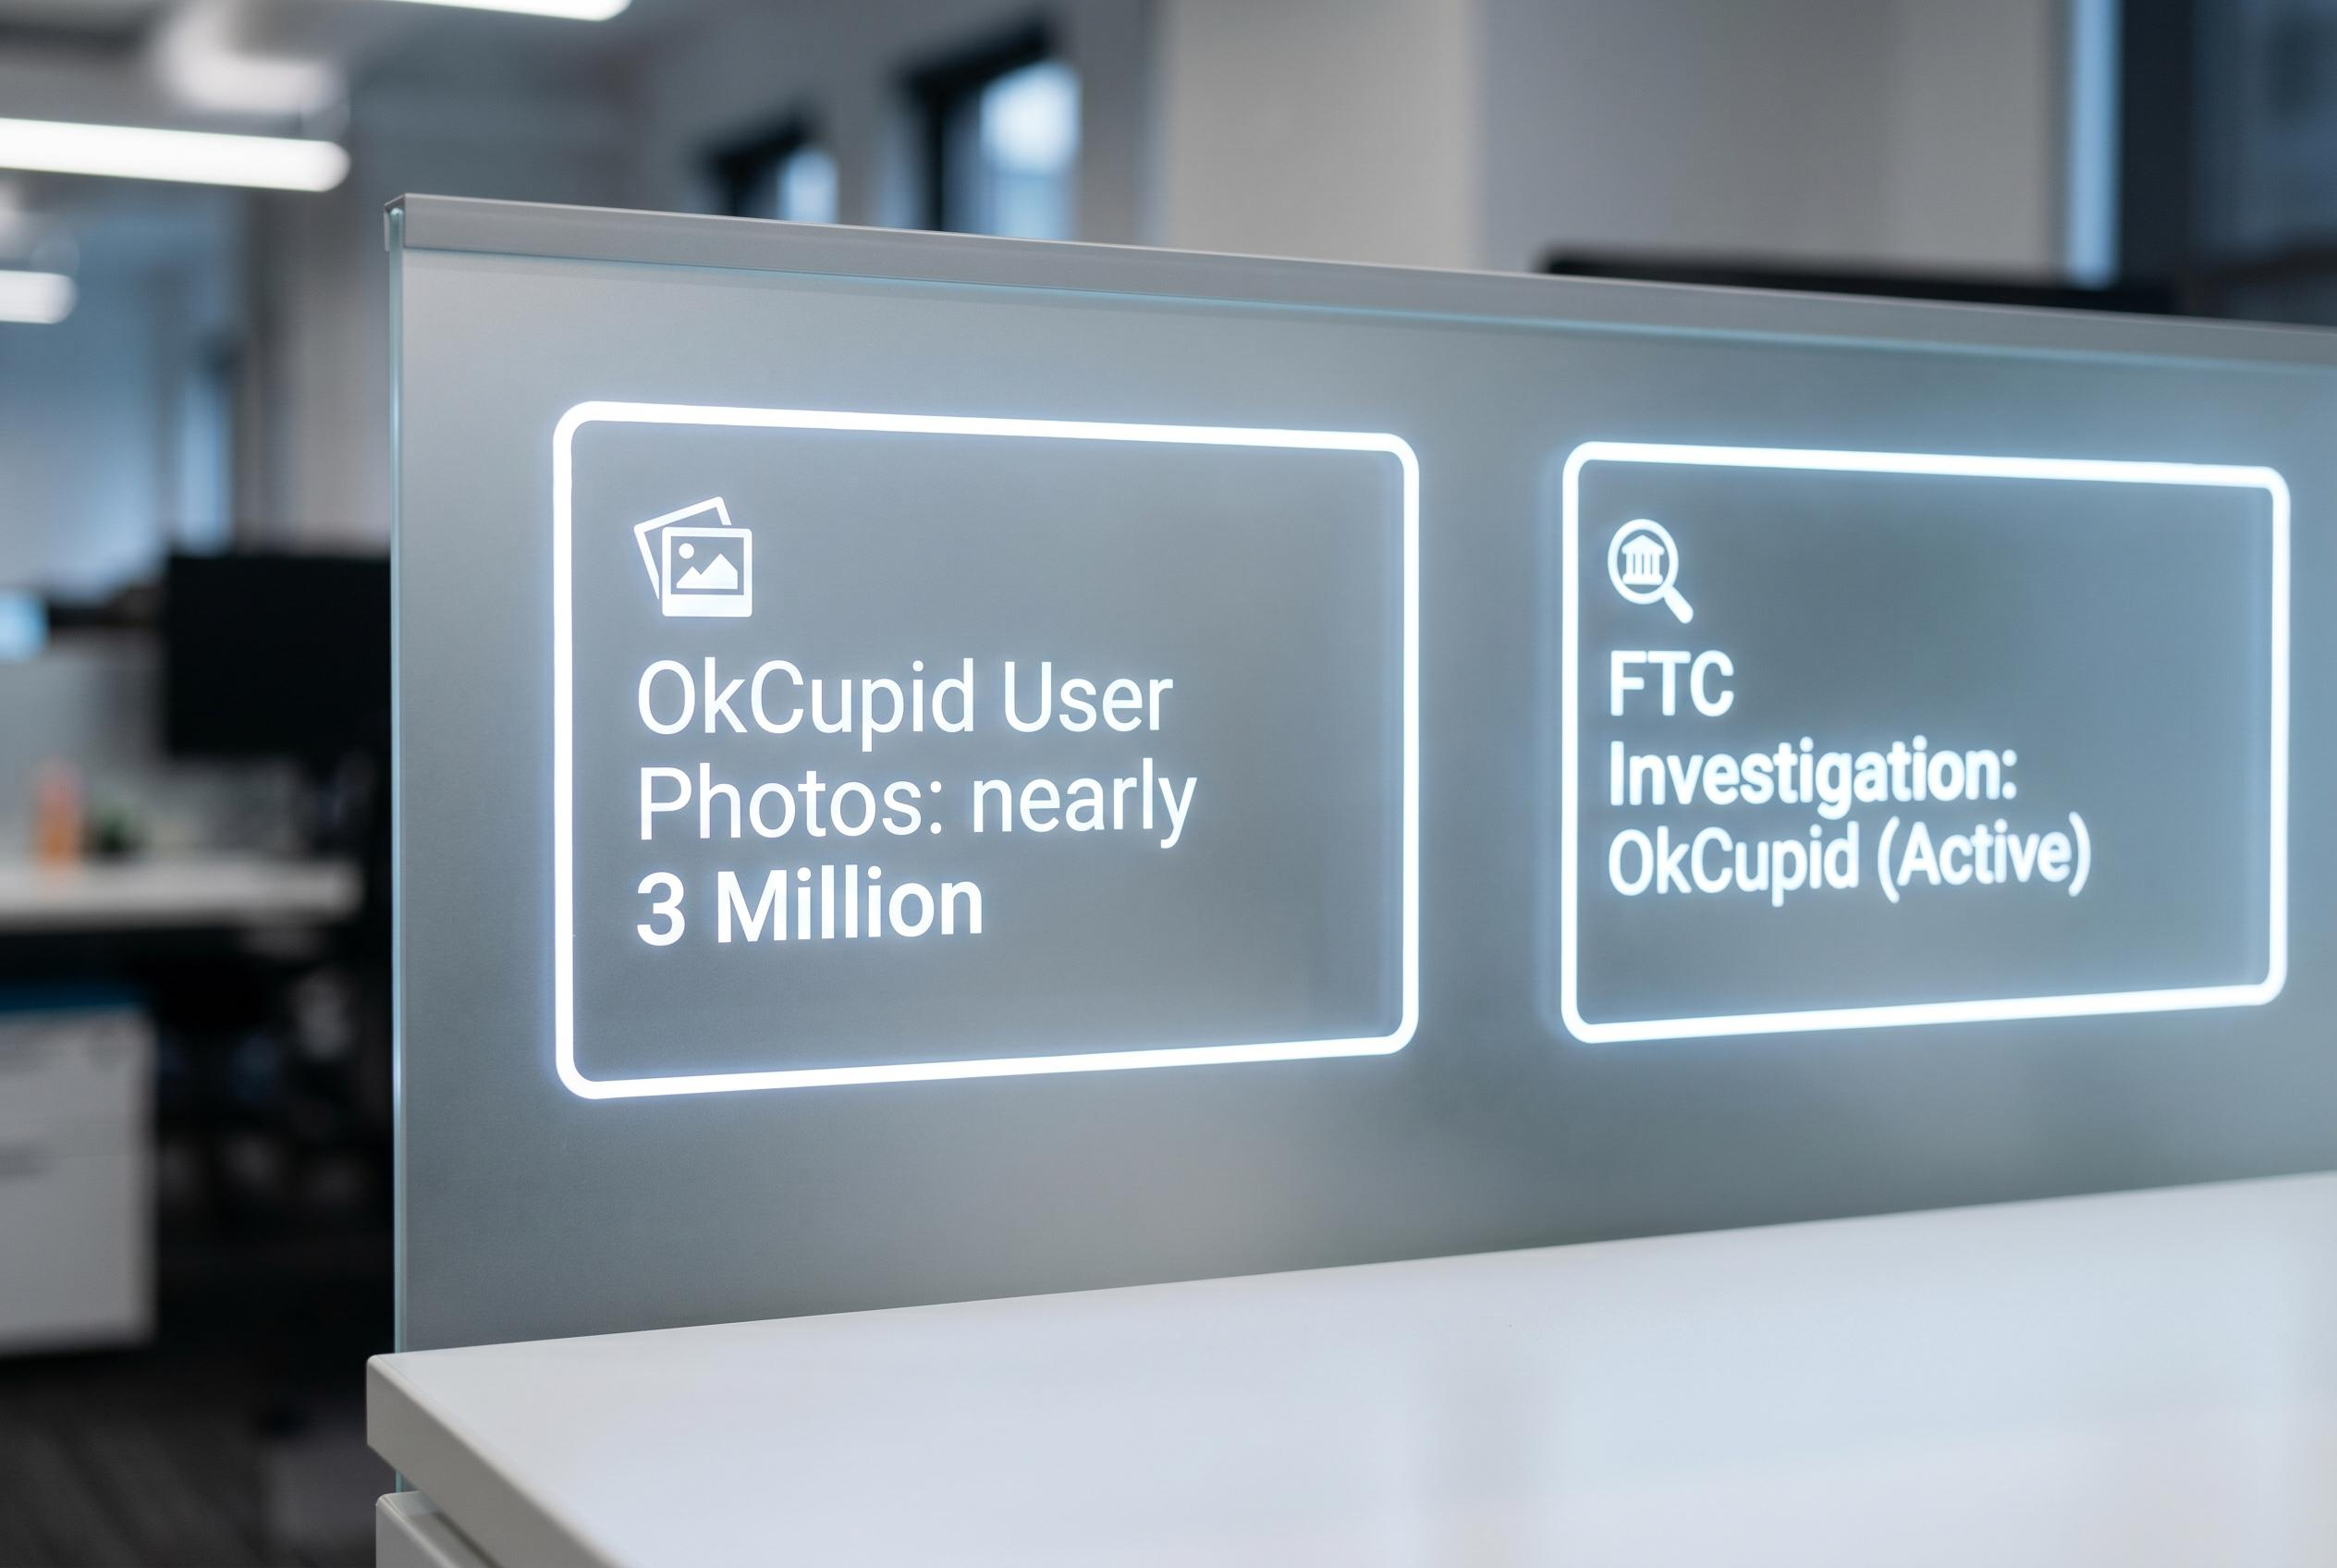 OkCupid User
Photos: nearly
3 Million
FTC
Investigation:
OkCupid (Active)